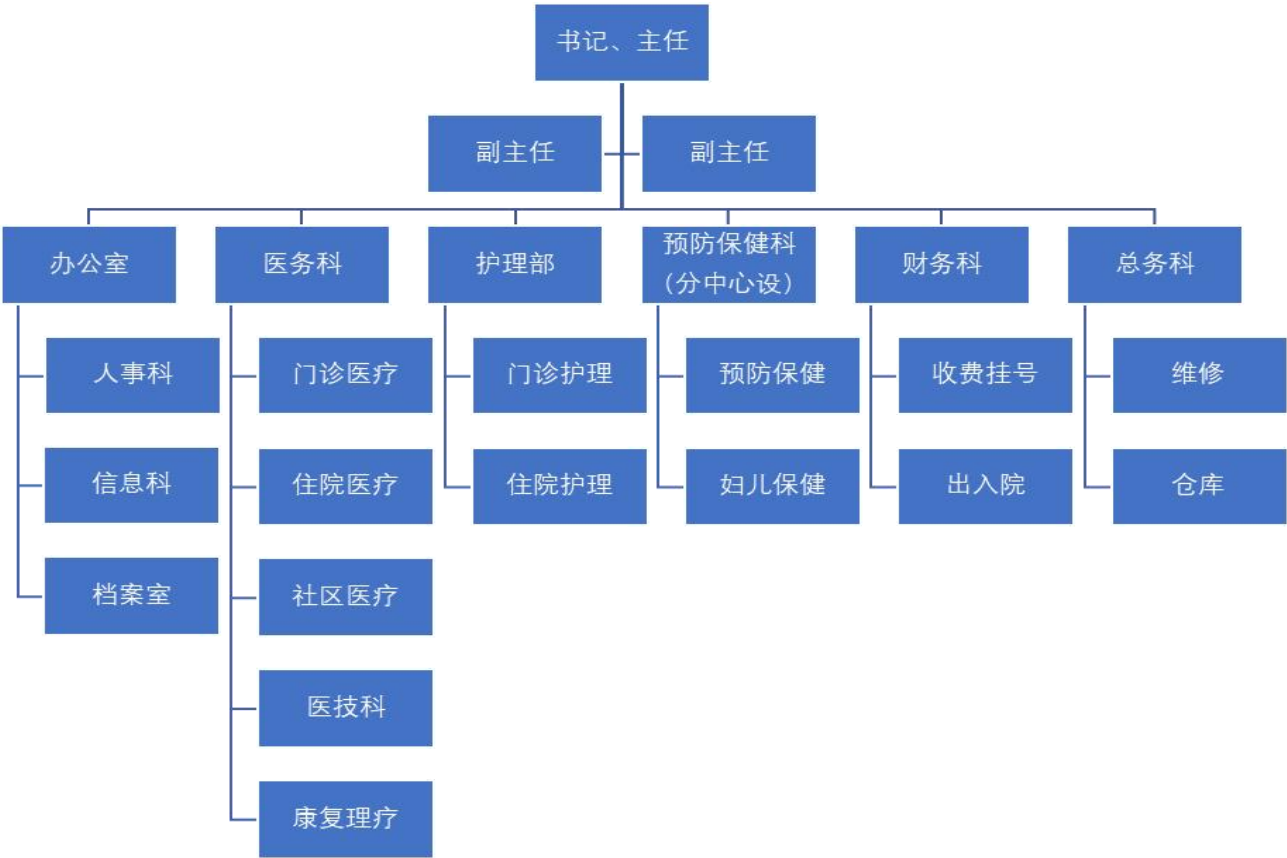 书记、主任
副主任
副主任
办公室
医务科
护理部
预防保健科
（分中心设）
财务科
总务科
人事科
门诊医疗
门诊护理
预防保健
收费挂号
维修
信息科
住院医疗
住院护理
妇儿保健
出入院
仓库
档案室
社区医疗
医技科
康复理疗